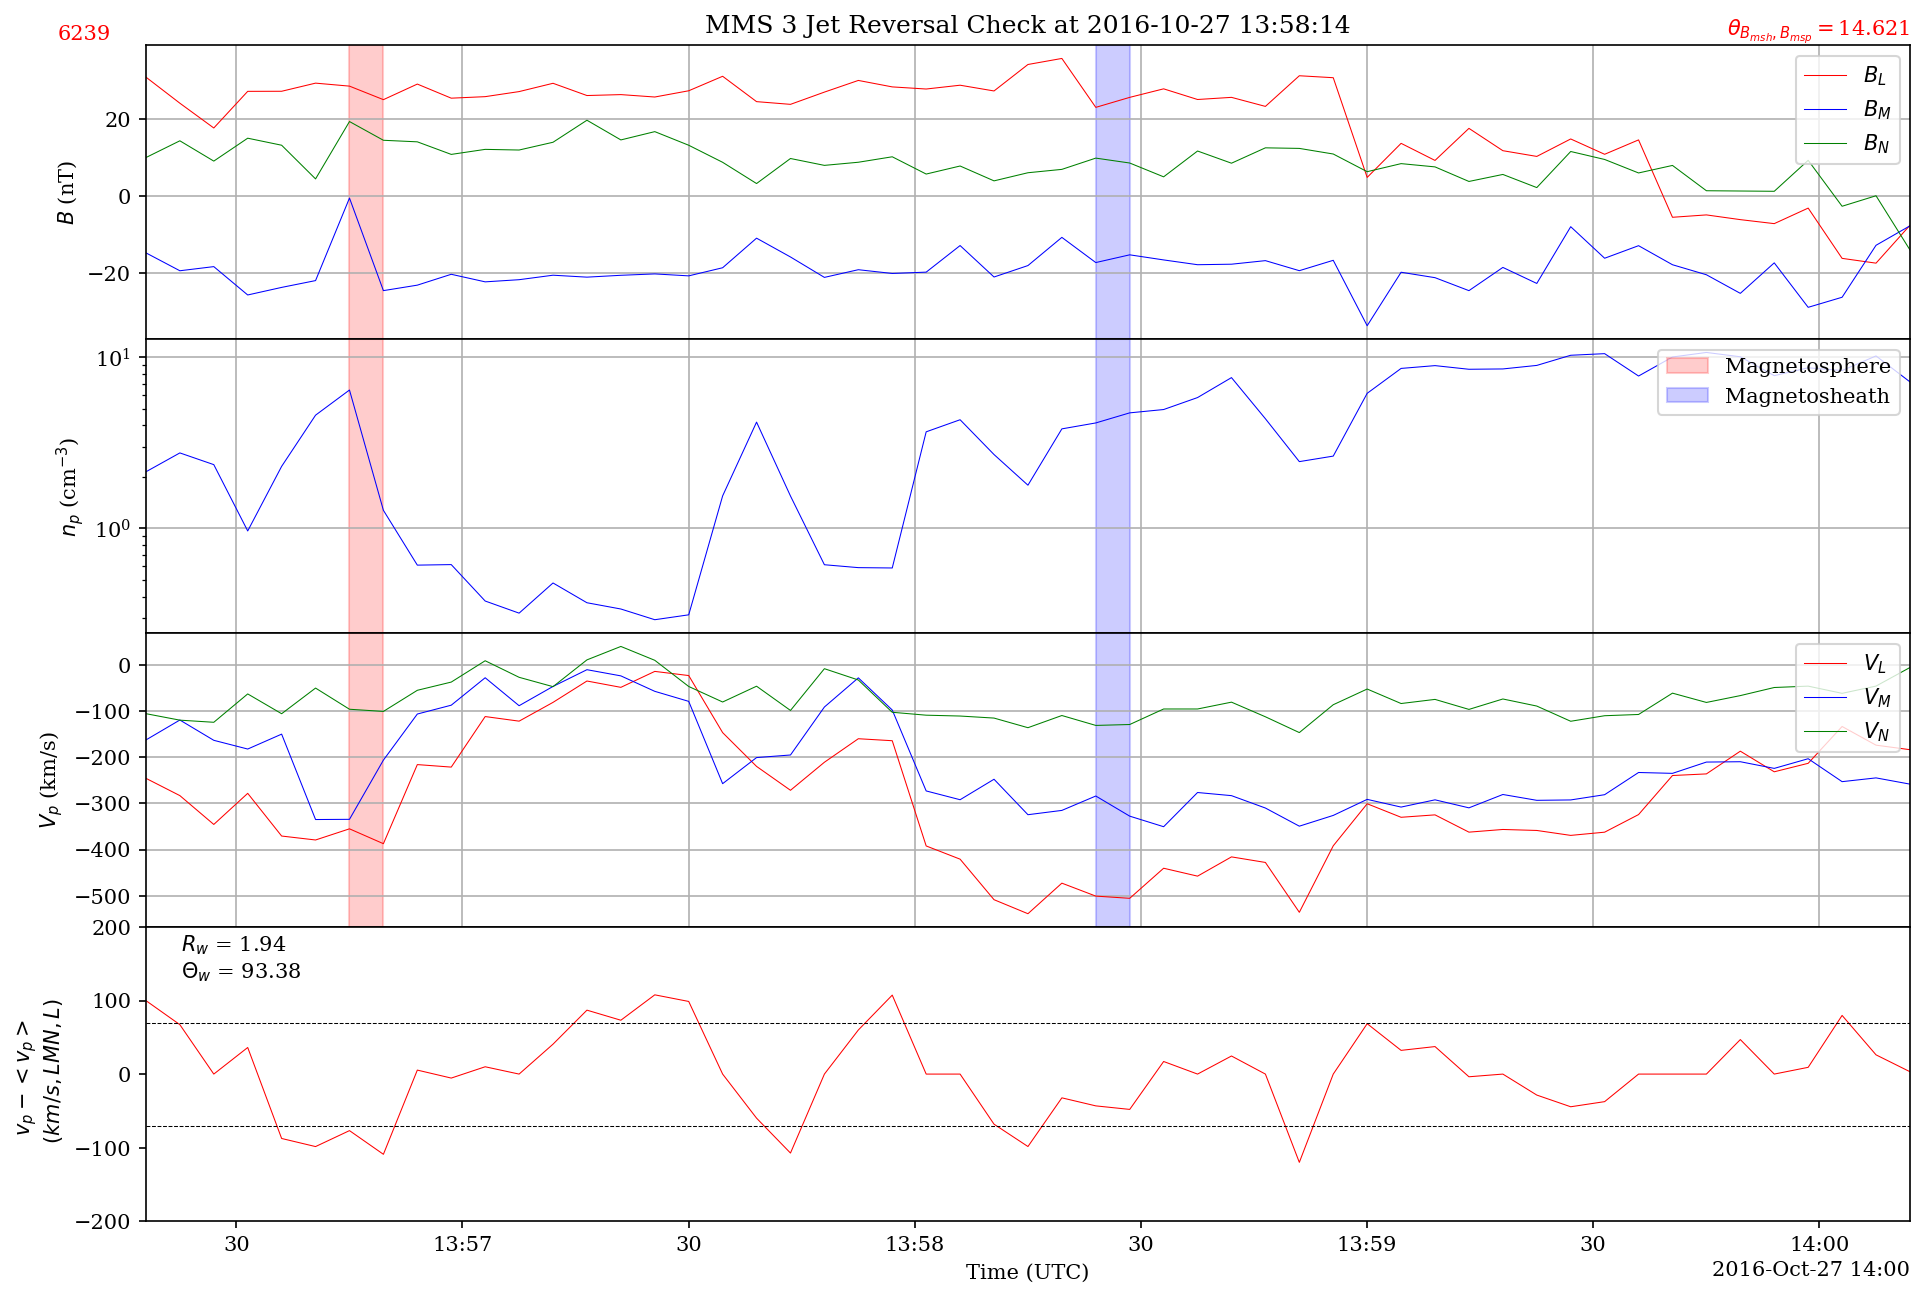 MMS 3 Jet Reversal Check at 2016-10-27 13:58:14
6239
θ_{B_{msh}, B_{msp}} = 14.621
B (nT)
20
0
−20
B_L
B_M
B_N
n_p (cm^{−3})
10^1
10^0
Magnetosphere
Magnetosheath
V_p (km/s)
0
−100
−200
−300
−400
−500
V_L
V_M
V_N
v_p − < v_p >
(km/s, LMN, L)
200
100
0
−100
−200
R_w = 1.94
Θ_w = 93.38
30 13:57 30 13:58 30 13:59 30 14:00
Time (UTC)
2016-Oct-27 14:00